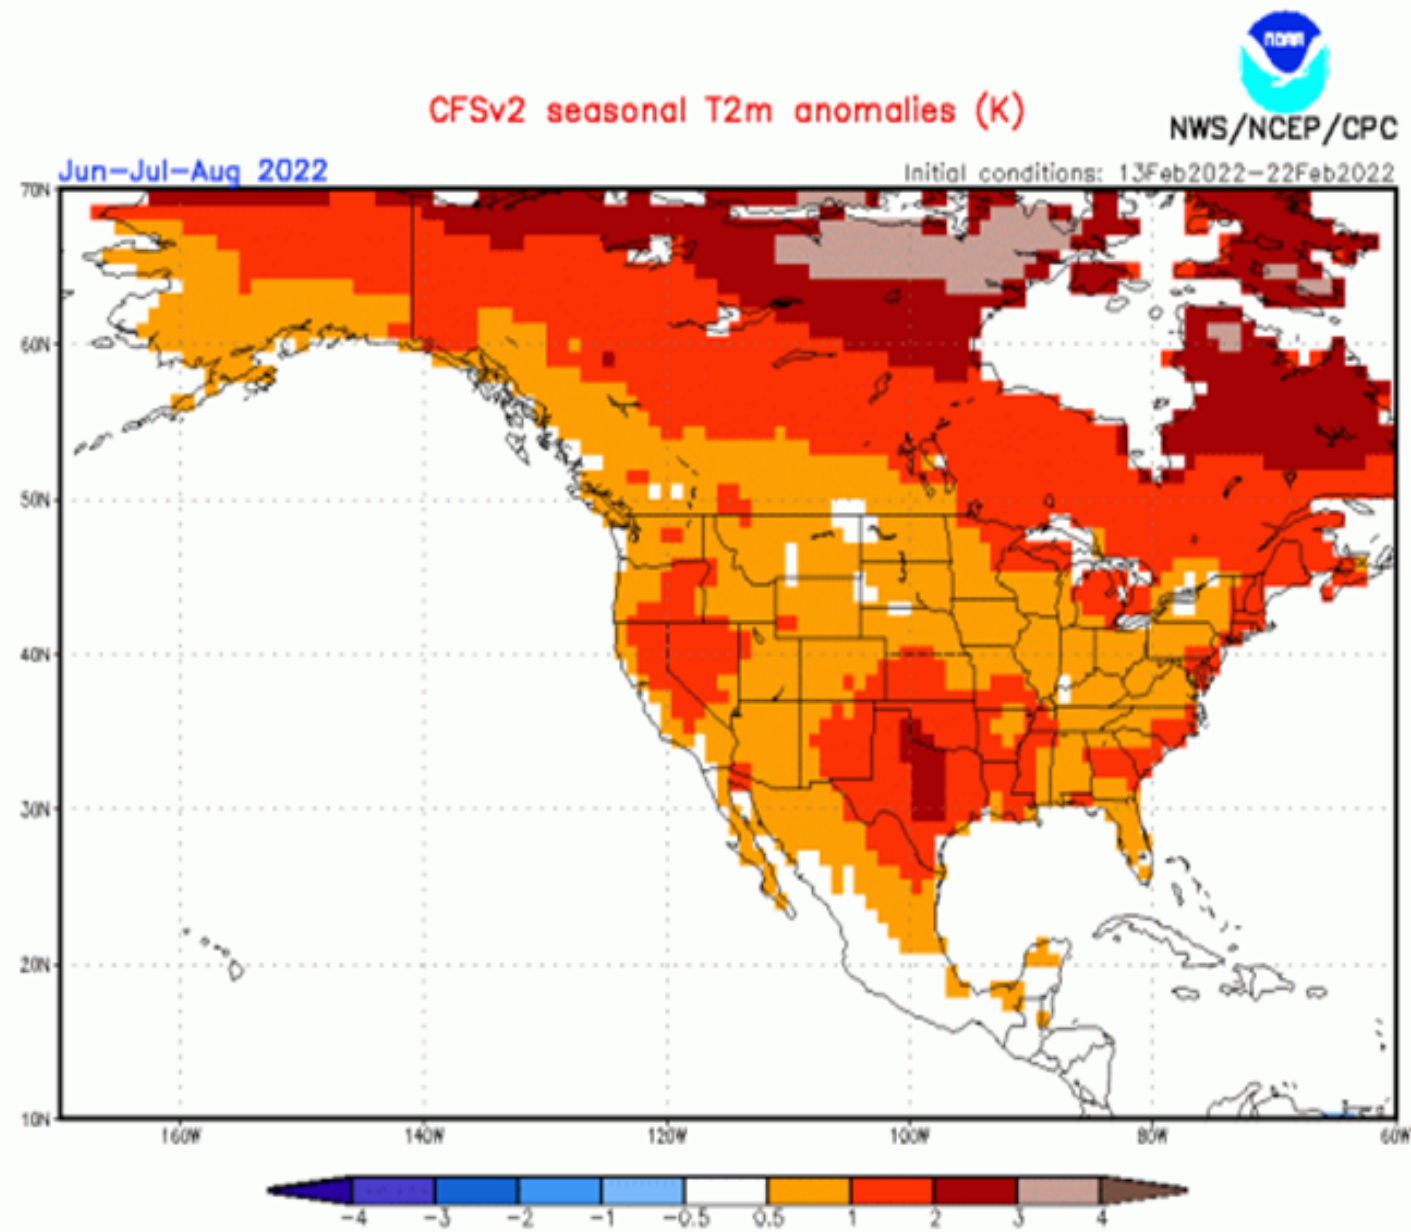 noaa
CFSv2 seasonal T2m anomalies (K)
NWS/NCEP/CPC
Jun-Jul-Aug 2022
Initial conditions: 13Feb2022-22Feb2022
70N
60N
50N
40N
30N
20N
10N
160W 140W 120W 100W 80W 60W
-4 -3 -2 -1 -0.5 0.5 1 2 3 4